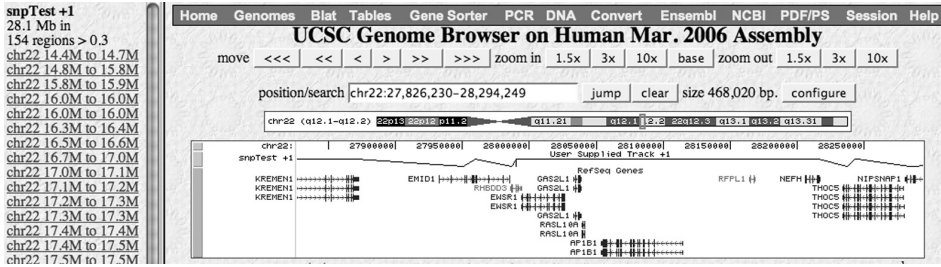 snpTest +1
28.1 Mb in
154 regions > 0.3
chr22 14.4M to 14.7M
chr22 14.8M to 15.8M
chr22 15.8M to 15.9M
chr22 16.0M to 16.0M
chr22 16.0M to 16.0M
chr22 16.3M to 16.4M
chr22 16.5M to 16.6M
chr22 16.7M to 17.0M
chr22 17.0M to 17.1M
chr22 17.1M to 17.2M
chr22 17.2M to 17.3M
chr22 17.3M to 17.3M
chr22 17.4M to 17.4M
chr22 17.4M to 17.5M
chr22 17.5M to 17.5M
Home Genomes Blat Tables Gene Sorter PCR DNA Convert Ensembl NCBI PDF/PS Session Help
UCSC Genome Browser on Human Mar. 2006 Assembly
move <<< << < > >> >>> zoom in 1.5x 3x 10x base zoom out 1.5x 3x 10x
position/search chr22:27,826,230-28,294,249 jump clear size 468,020 bp. configure
chr22 (q12.1-q12.2) 22p13 22p12 p11.2 q11.21 q12.1 2.2 22q12.3 q13.1 q13.2 q13.31
chr22: 27900000 27950000 28000000 28050000 28100000 28150000 28200000 28250000
User Supplied Track +1
snpTest +1
RefSeq Genes
KREMEN1 EMID1 GAS2L1 RFPL1 NEFH NIPSNAP1
KREMEN1 RHBDD3 GAS2L1 THOC5
KREMEN1 EWSR1 THOC5
EWSR1 THOC5
GAS2L1 THOC5
RASL10A
RASL10A
AP1B1
AP1B1